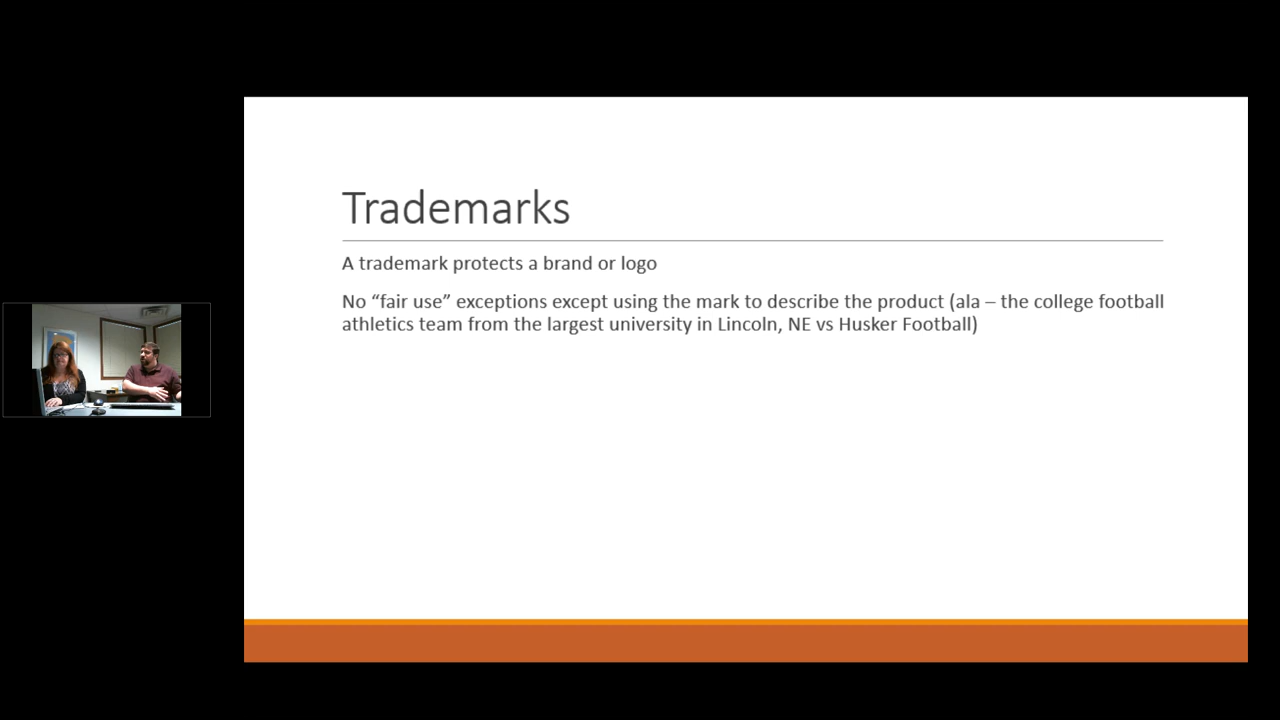 Trademarks
A trademark protects a brand or logo
No “fair use” exceptions except using the mark to describe the product (ala – the college football
athletics team from the largest university in Lincoln, NE vs Husker Football)